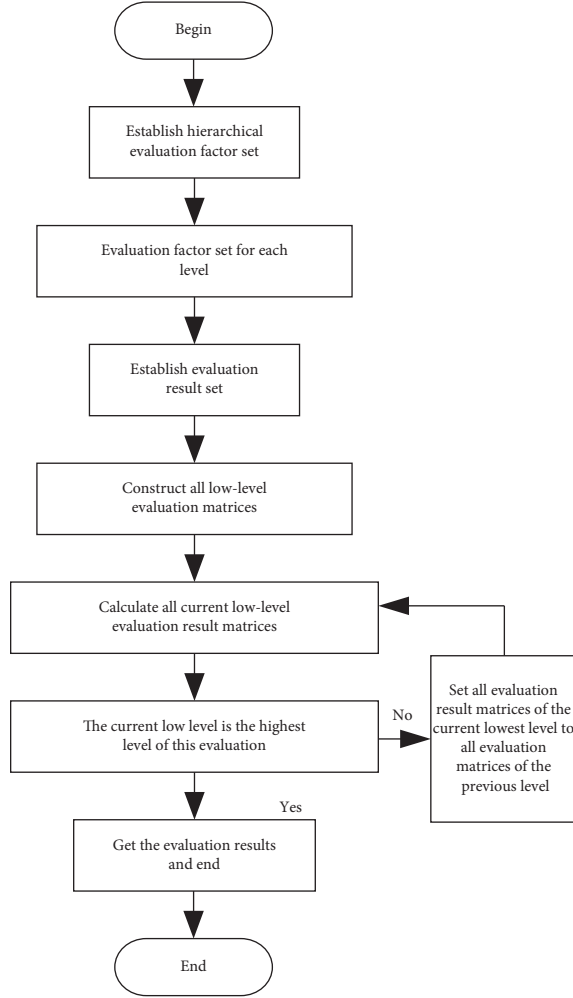 Begin
Establish hierarchical
evaluation factor set
Evaluation factor set for each
level
Establish evaluation
result set
Construct all low-level
evaluation matrices
Calculate all current low-level
evaluation result matrices
The current low level is the highest
level of this evaluation
No
Set all evaluation
result matrices of the
current lowest level to
all evaluation
matrices of the
previous level
Yes
Get the evaluation results
and end
End